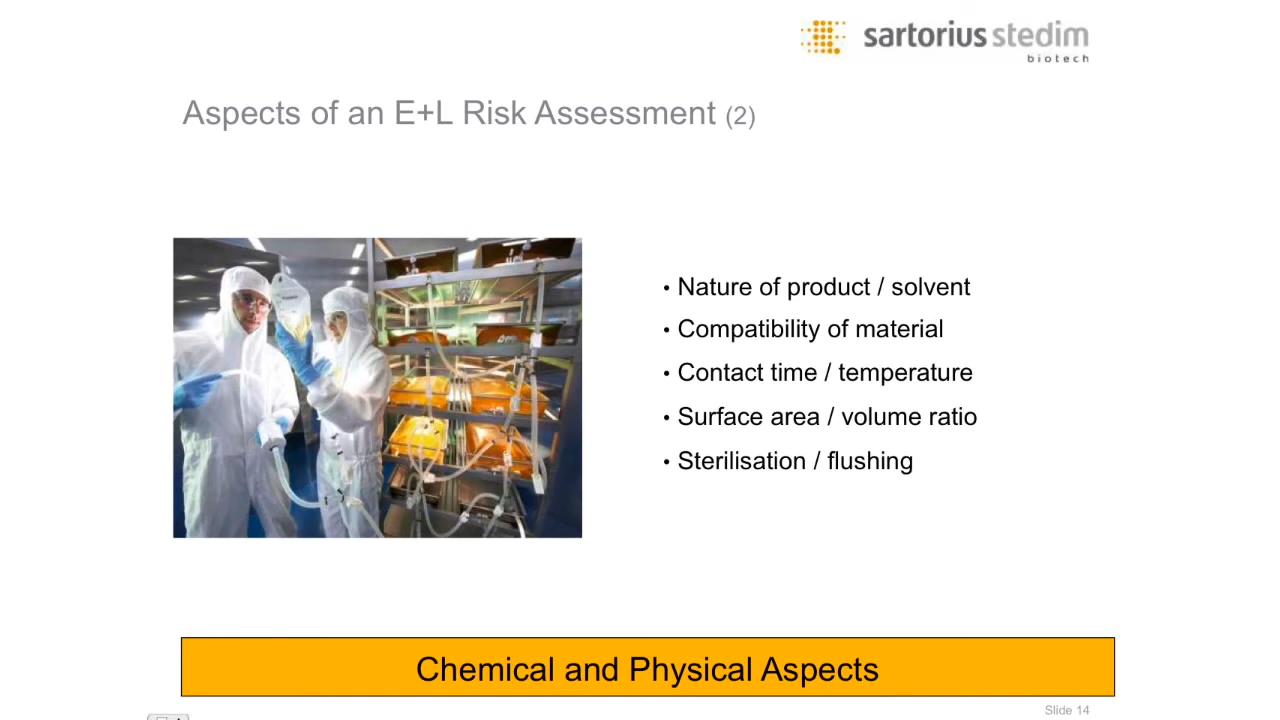 sartorius stedim
biotech
Aspects of an E+L Risk Assessment (2)
• Nature of product / solvent
• Compatibility of material
• Contact time / temperature
• Surface area / volume ratio
• Sterilisation / flushing
Chemical and Physical Aspects
Slide 14